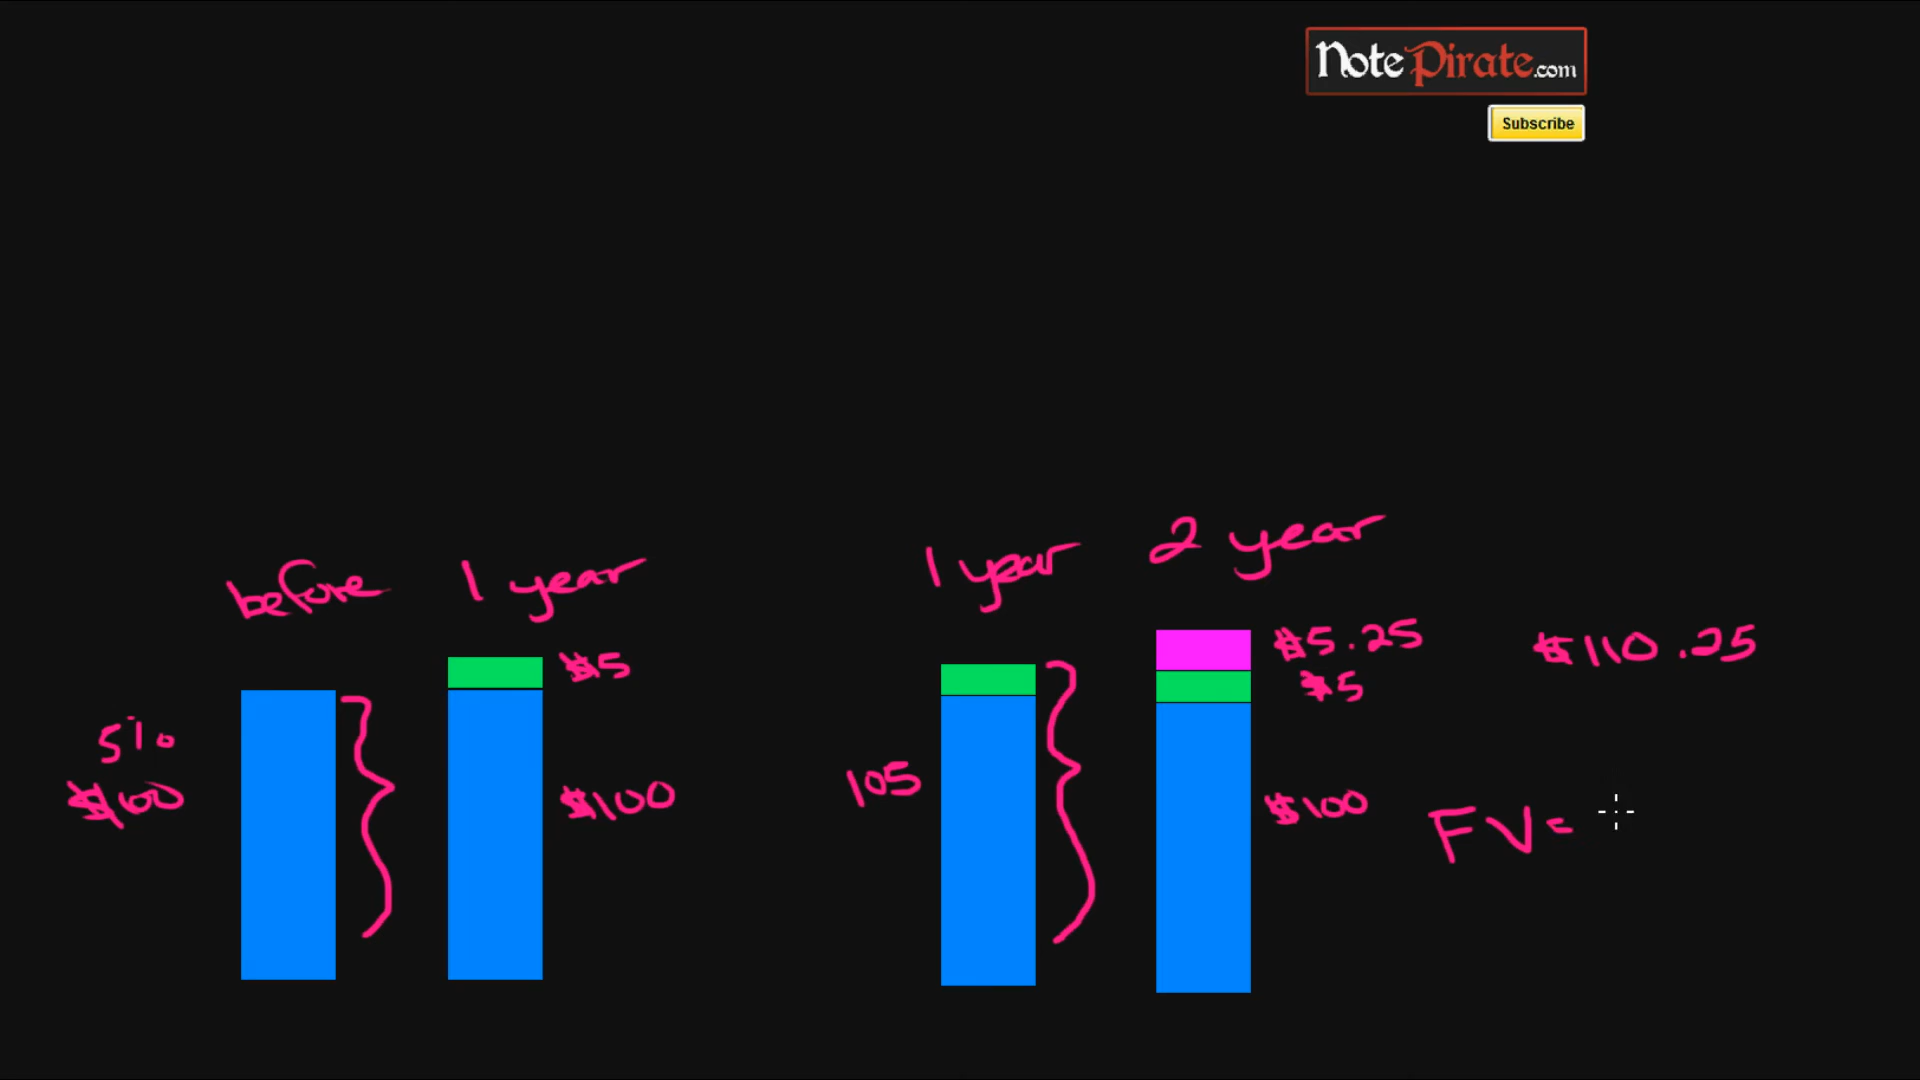 NotePirate.com
Subscribe
before
1 year
1 year
2 year
$5
$5.25
$110.25
$5
5%
$100
$100
105
$100
FV=